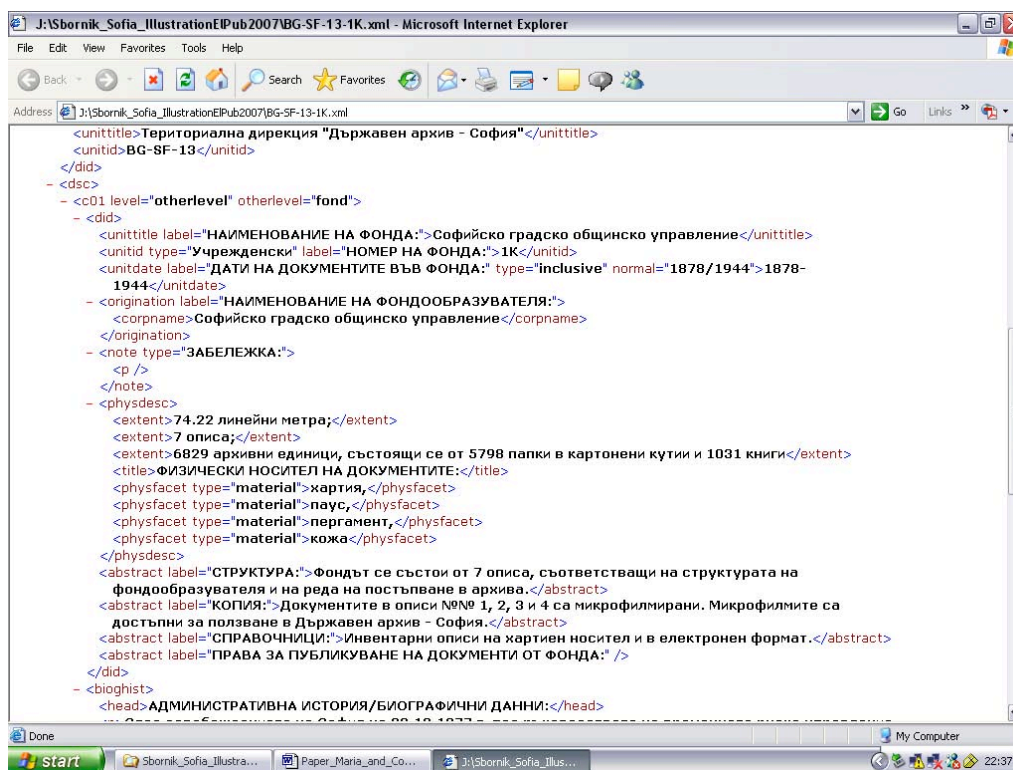 J:\Sbornik_Sofia_IllustrationElPub2007\BG-SF-13-1K.xml - Microsoft Internet Explorer
File Edit View Favorites Tools Help
Back Search Favorites
Address J:\Sbornik_Sofia_IllustrationElPub2007\BG-SF-13-1K.xml Go Links »
<unittitle>Териториална дирекция "Държавен архив - София"</unittitle>
<unitid>BG-SF-13</unitid>
</did>
- <dsc>
- <c01 level="otherlevel" otherlevel="fond">
- <did>
<unittitle label="НАИМЕНОВАНИЕ НА ФОНДА:">Софийско градско общинско управление</unittitle>
<unitid type="Учрежденски" label="НОМЕР НА ФОНДА:">1К</unitid>
<unitdate label="ДАТИ НА ДОКУМЕНТИТЕ ВЪВ ФОНДА:" type="inclusive" normal="1878/1944">1878-
1944</unitdate>
- <origination label="НАИМЕНОВАНИЕ НА ФОНДООБРАЗУВАТЕЛЯ:">
<corpname>Софийско градско общинско управление</corpname>
</origination>
- <note type="ЗАБЕЛЕЖКА:">
<p />
</note>
- <physdesc>
<extent>74.22 линейни метра;</extent>
<extent>7 описа;</extent>
<extent>6829 архивни единици, състоящи се от 5798 папки в картонени кутии и 1031 книги</extent>
<title>ФИЗИЧЕСКИ НОСИТЕЛ НА ДОКУМЕНТИТЕ:</title>
<physfacet type="material">хартия,</physfacet>
<physfacet type="material">паус,</physfacet>
<physfacet type="material">пергамент,</physfacet>
<physfacet type="material">кожа</physfacet>
</physdesc>
<abstract label="СТРУКТУРА:">Фондът се състои от 7 описа, съответстващи на структурата на
фондообразувателя и на реда на постъпване в архива.</abstract>
<abstract label="КОПИЯ:">Документите в описи №№ 1, 2, 3 и 4 са микрофилмирани. Микрофилмите са
достъпни за ползване в Държавен архив - София.</abstract>
<abstract label="СПРАВОЧНИЦИ:">Инвентарни описи на хартиен носител и в електронен формат.</abstract>
<abstract label="ПРАВА ЗА ПУБЛИКУВАНЕ НА ДОКУМЕНТИ ОТ ФОНДА:" />
</did>
- <bioghist>
<head>АДМИНИСТРАТИВНА ИСТОРИЯ/БИОГРАФИЧНИ ДАННИ:</head>
Done My Computer
start Sbornik_Sofia_Illustra... Paper_Maria_and_Co... J:\Sbornik_Sofia_Illus... 22:37